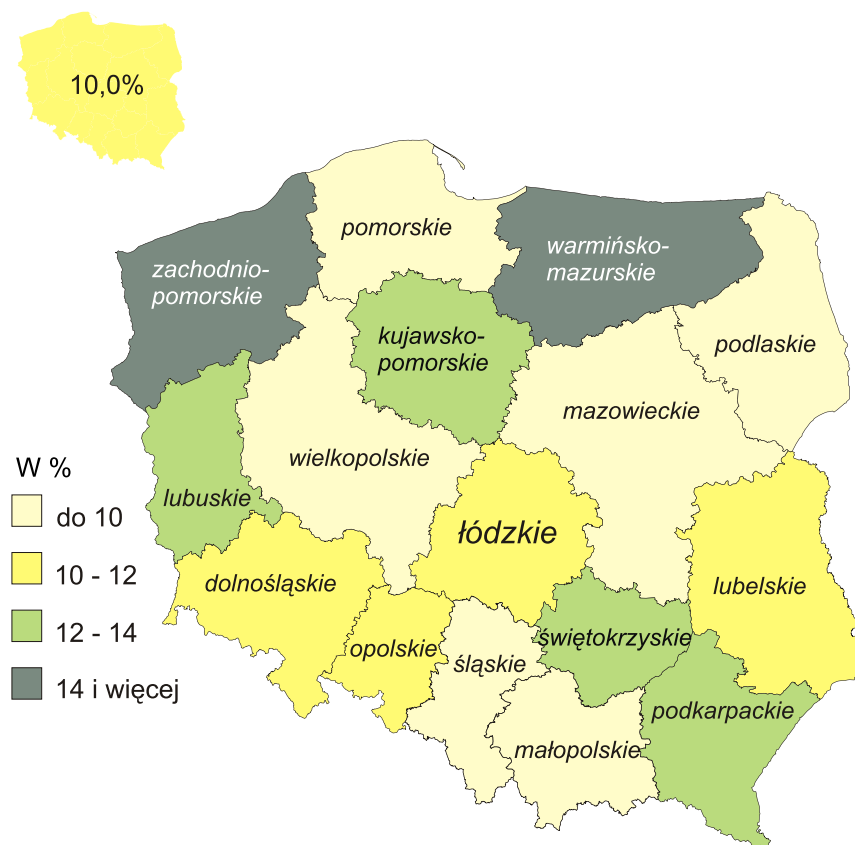 10,0%
pomorskie
warmińsko-
mazurskie
zachodnio-
pomorskie
kujawsko-
pomorskie
podlaskie
mazowieckie
wielkopolskie
W %
lubuskie
do 10
łódzkie
10 - 12
dolnośląskie
lubelskie
12 - 14
świętokrzyskie
opolskie
śląskie
14 i więcej
podkarpackie
małopolskie